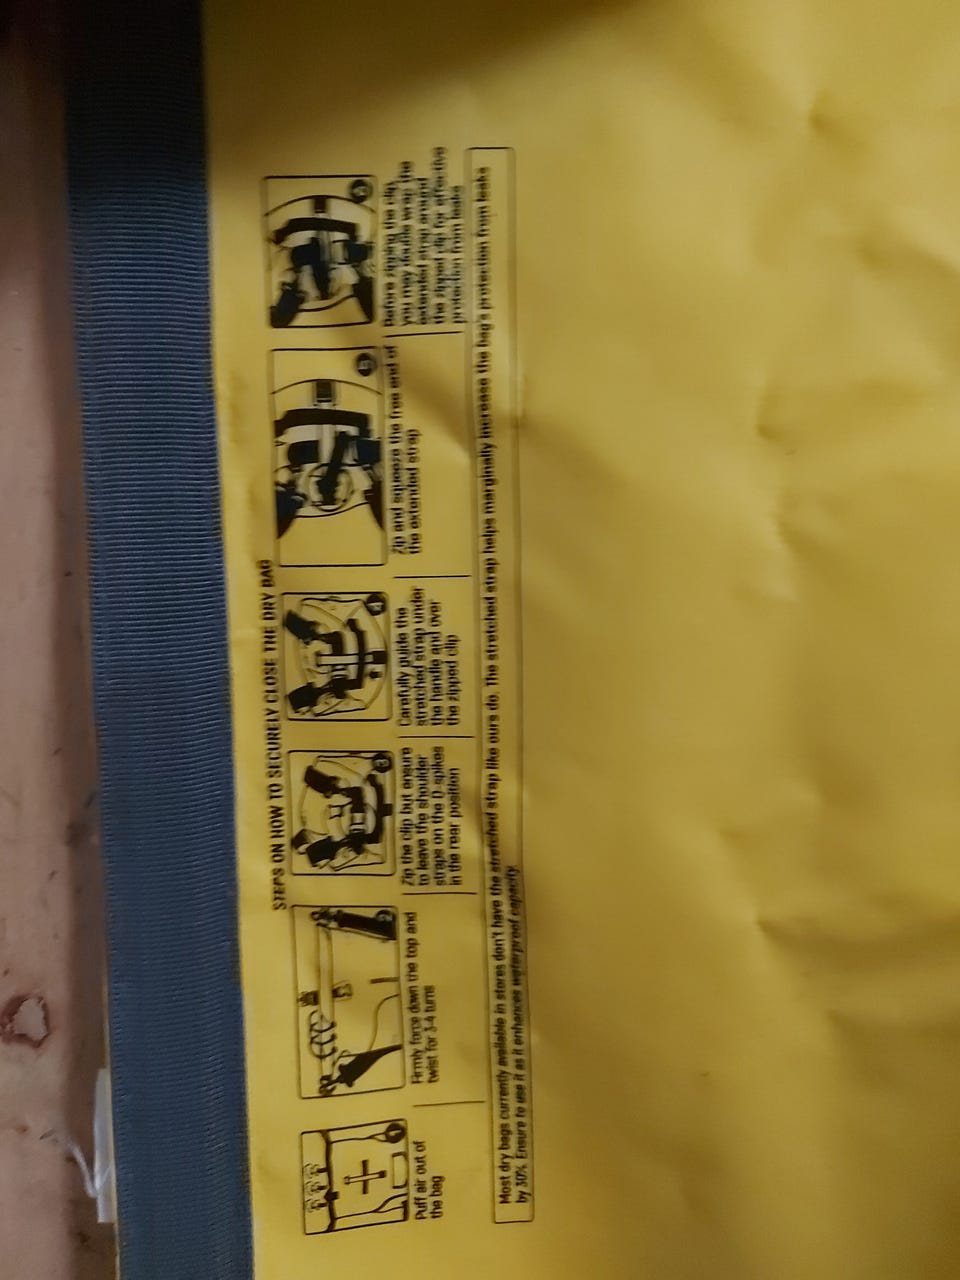 STEPS ON HOW TO SECURELY CLOSE THE DRY BAG
1
Puff air out of
the bag
2
Firmly force down the top and
twist for 3-4 turns
3
Zip the clip but ensure
to leave the shoulder
straps on the D-spikes
in the rear position
4
Carefully guide the
stretched strap under
the handle and over
the zipped clip
5
Zip and squeeze the free end of
the extended strap
Before zipping the clip,
you may double wrap the
extended strap around
the zipped clip for effective
protection from leaks
Most dry bags currently available in stores don't have the stretched strap like ours do. The stretched strap helps marginally increase the bag's protection from leaks
by 30%. Ensure to use it as it enhances waterproof capacity